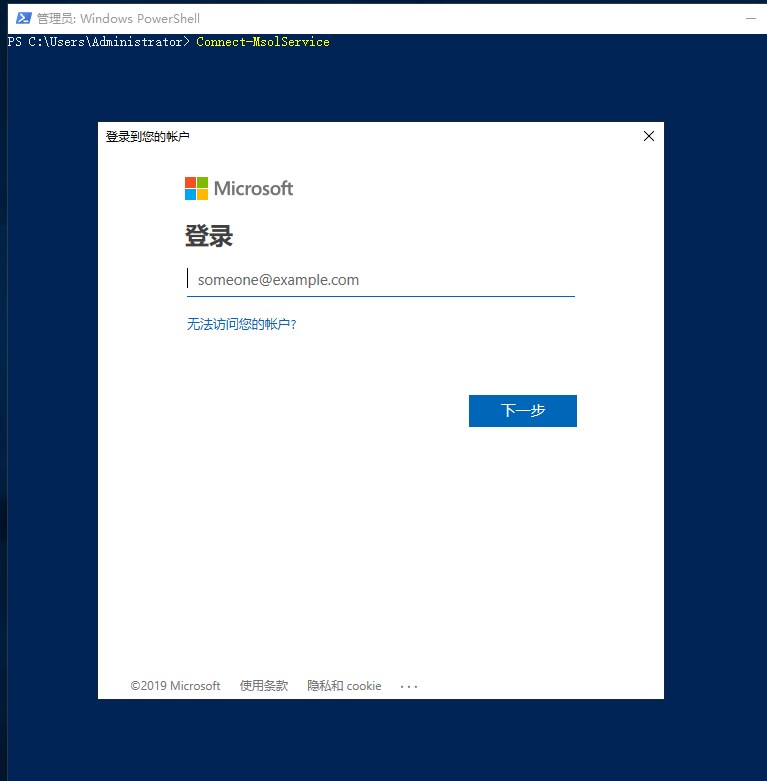 管理员: Windows PowerShell
PS C:\Users\Administrator> Connect-MsolService
登录到您的帐户
Microsoft
登录
someone@example.com
无法访问您的帐户?
下一步
©2019 Microsoft 使用条款 隐私和 cookie ...